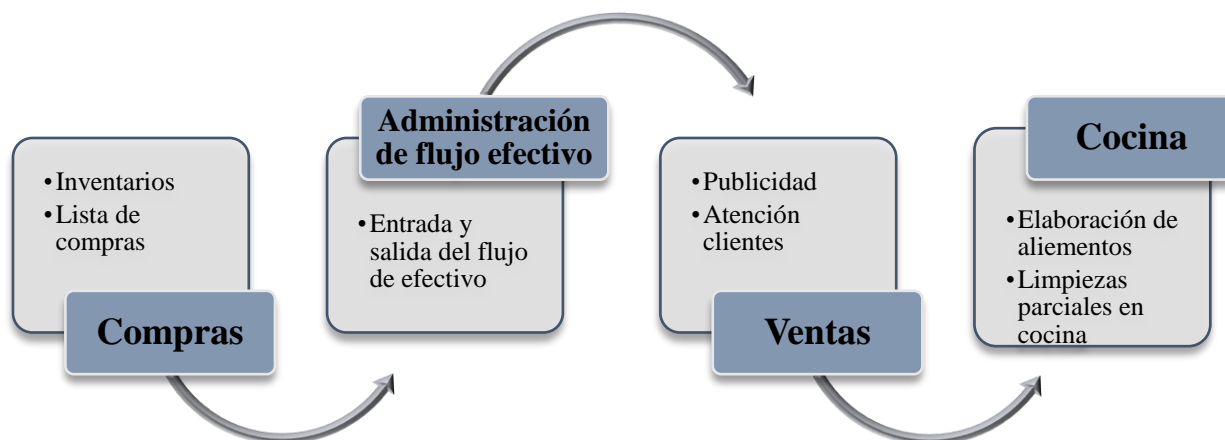 •Inventarios
•Lista de
compras
Compras
Administración
de flujo efectivo
•Entrada y
salida del flujo
de efectivo
•Publicidad
•Atención
clientes
Ventas
Cocina
•Elaboración de
aliementos
•Limpiezas
parciales en
cocina